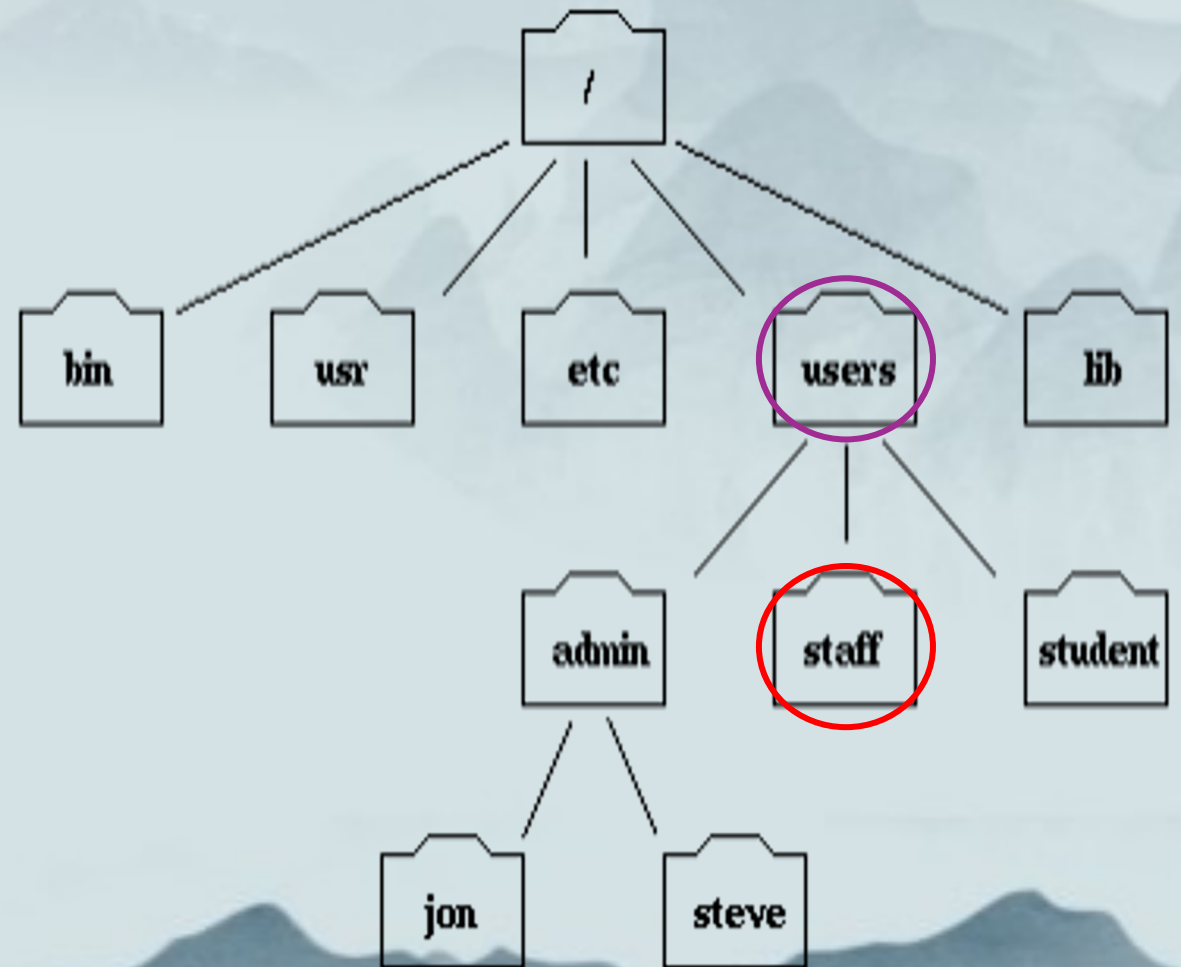 /
bin usr etc users lib
admin staff student
jon steve